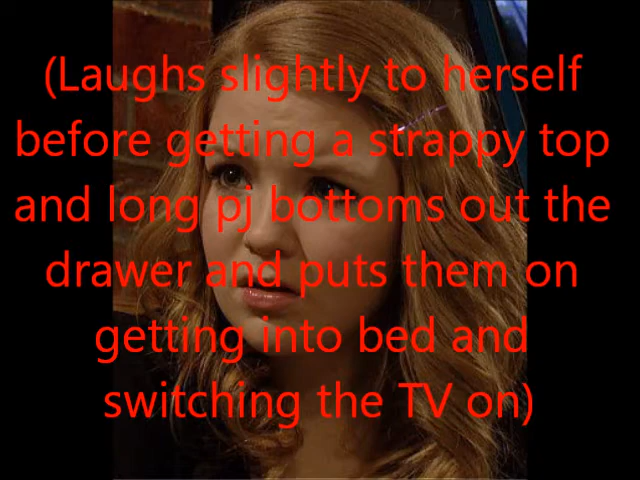 (Laughs slightly to herself
before getting a strappy top
and long pj bottoms out the
drawer and puts them on
getting into bed and
switching the TV on)